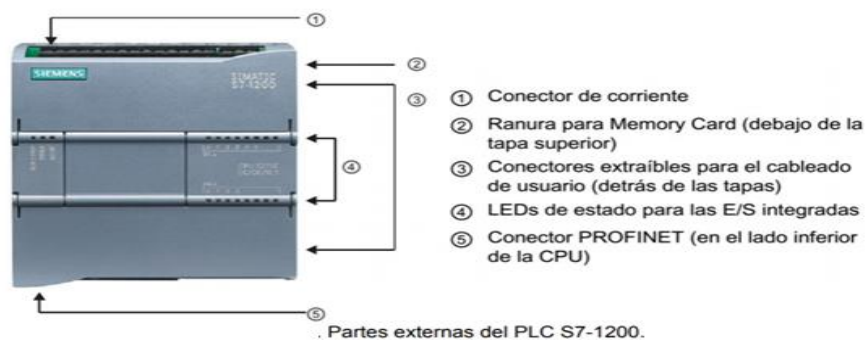 ①
SIEMENS
SIMATIC
S7-1200
②
③
④
⑤
① Conector de corriente
② Ranura para Memory Card (debajo de la
tapa superior)
③ Conectores extraíbles para el cableado
de usuario (detrás de las tapas)
④ LEDs de estado para las E/S integradas
⑤ Conector PROFINET (en el lado inferior
de la CPU)
. Partes externas del PLC S7-1200.